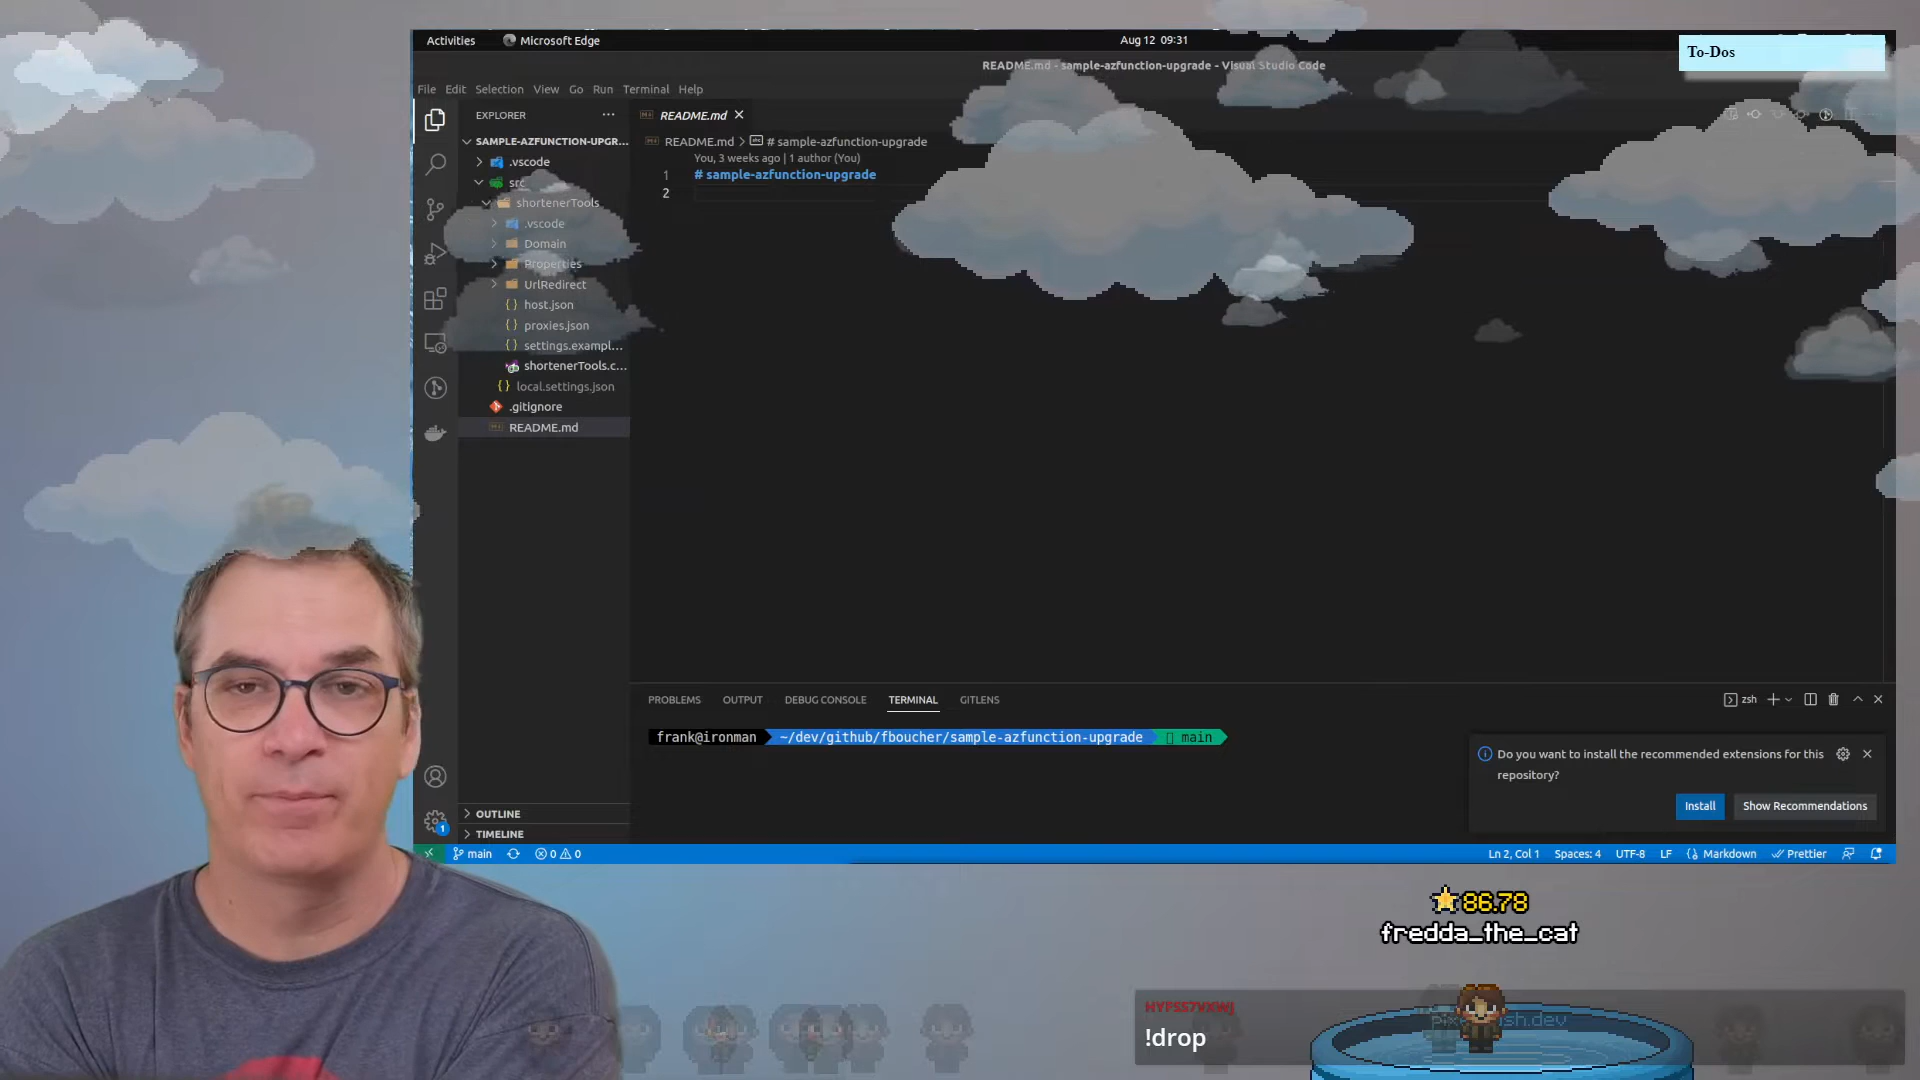 Activities
Microsoft Edge
Aug 12 09:31
To-Dos
README.md - sample-azfunction-upgrade - Visual Studio Code
File Edit Selection View Go Run Terminal Help
EXPLORER
README.md
SAMPLE-AZFUNCTION-UPGR...
README.md > # sample-azfunction-upgrade
You, 3 weeks ago | 1 author (You)
1 # sample-azfunction-upgrade
2
.vscode
src
shortenerTools
.vscode
Domain
Properties
UrlRedirect
host.json
proxies.json
settings.exampl...
shortenerTools.c...
local.settings.json
.gitignore
README.md
PROBLEMS OUTPUT DEBUG CONSOLE TERMINAL GITLENS
zsh
frank@ironman ~/dev/github/fboucher/sample-azfunction-upgrade main
Do you want to install the recommended extensions for this
repository?
Install Show Recommendations
OUTLINE
TIMELINE
1
main 0 0
Ln 2, Col 1 Spaces: 4 UTF-8 LF Markdown Prettier
86.78
fredda_the_cat
!drop